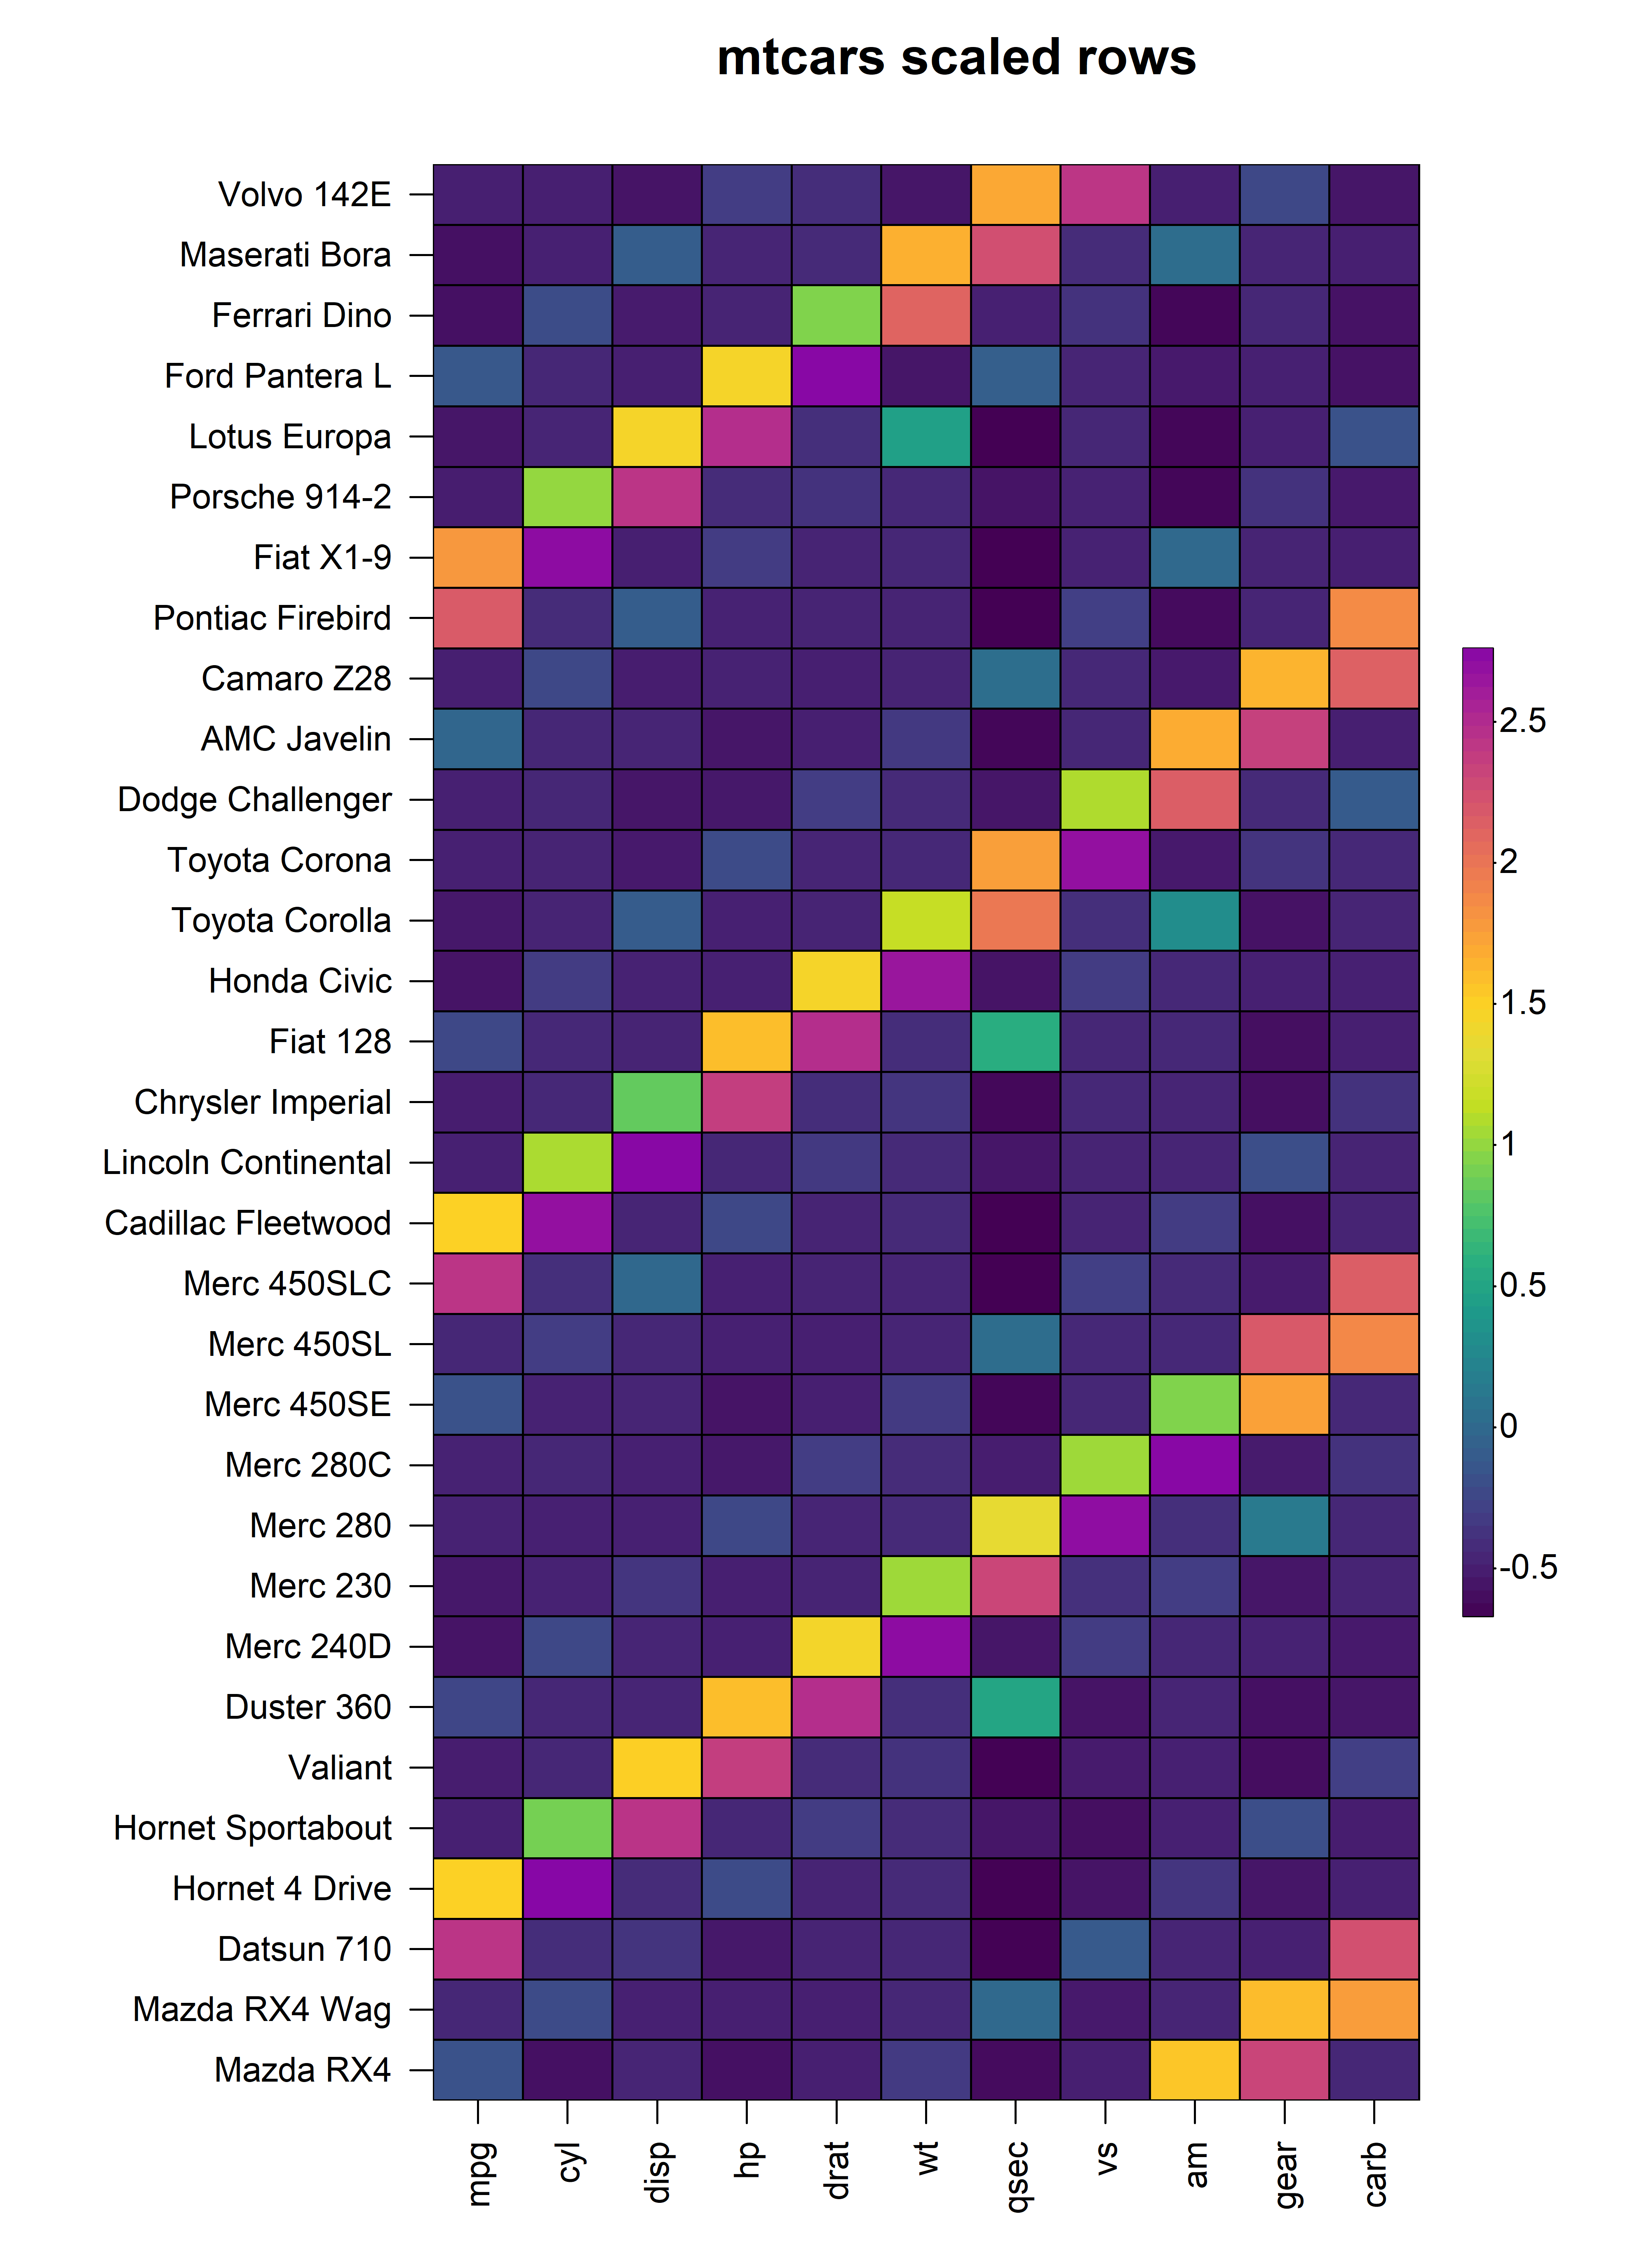 mtcars scaled rows
Volvo 142E
Maserati Bora
Ferrari Dino
Ford Pantera L
Lotus Europa
Porsche 914-2
Fiat X1-9
Pontiac Firebird
Camaro Z28
AMC Javelin
Dodge Challenger
Toyota Corona
Toyota Corolla
Honda Civic
Fiat 128
Chrysler Imperial
Lincoln Continental
Cadillac Fleetwood
Merc 450SLC
Merc 450SL
Merc 450SE
Merc 280C
Merc 280
Merc 230
Merc 240D
Duster 360
Valiant
Hornet Sportabout
Hornet 4 Drive
Datsun 710
Mazda RX4 Wag
Mazda RX4
mpg
cyl
disp
hp
drat
wt
qsec
vs
am
gear
carb
2.5
2
1.5
1
0.5
0
-0.5